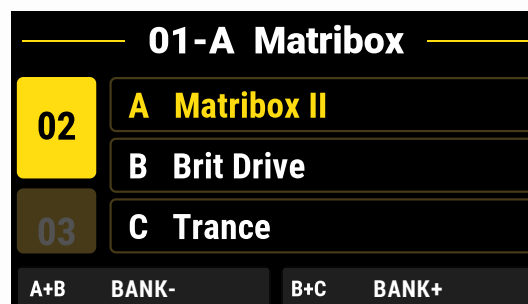 01-A Matribox
02
A Matribox II
B Brit Drive
03
C Trance
A+B BANK- B+C BANK+